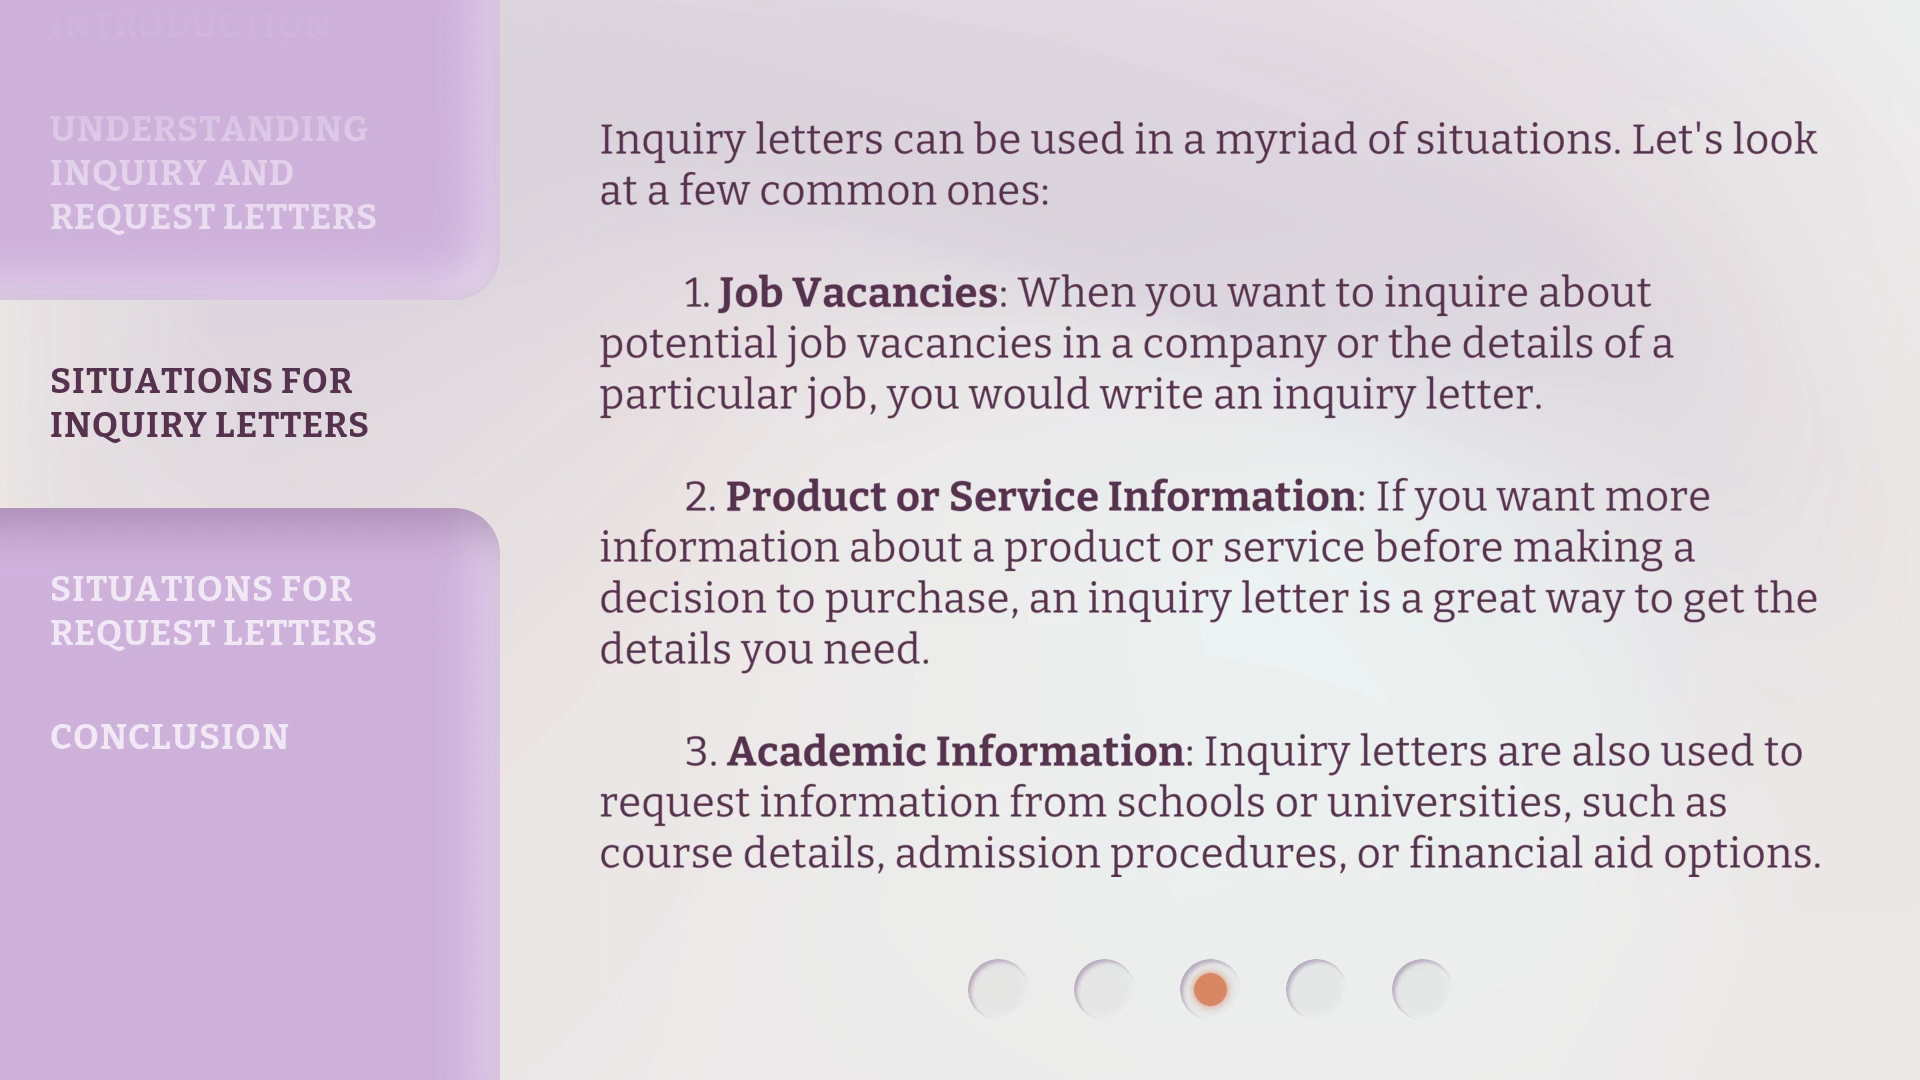 INTRODUCTION
UNDERSTANDING
INQUIRY AND
REQUEST LETTERS
SITUATIONS FOR
INQUIRY LETTERS
SITUATIONS FOR
REQUEST LETTERS
CONCLUSION
Inquiry letters can be used in a myriad of situations. Let's look
at a few common ones:
1. Job Vacancies: When you want to inquire about
potential job vacancies in a company or the details of a
particular job, you would write an inquiry letter.
2. Product or Service Information: If you want more
information about a product or service before making a
decision to purchase, an inquiry letter is a great way to get the
details you need.
3. Academic Information: Inquiry letters are also used to
request information from schools or universities, such as
course details, admission procedures, or financial aid options.